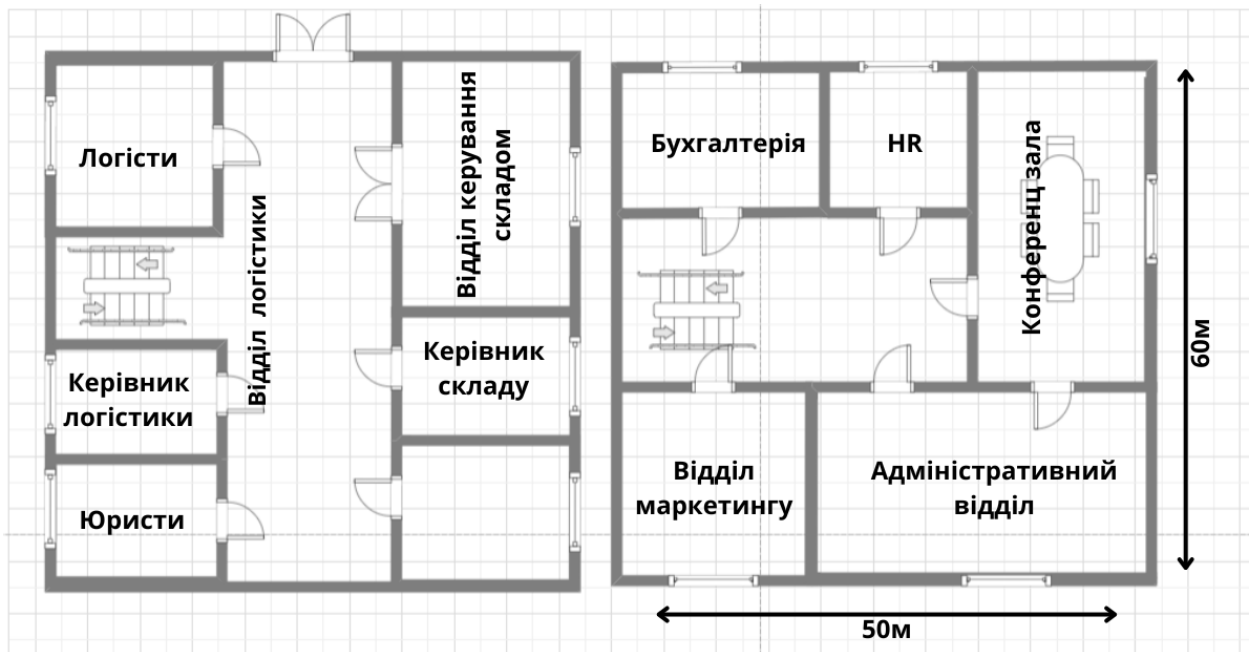 Логісти
Відділ логістики
Відділ керування
складом
Керівник
логістики
Керівник
складу
Юристи
Бухгалтерія
HR
Конференц зала
Відділ
маркетингу
Адміністративний
відділ
60м
50м